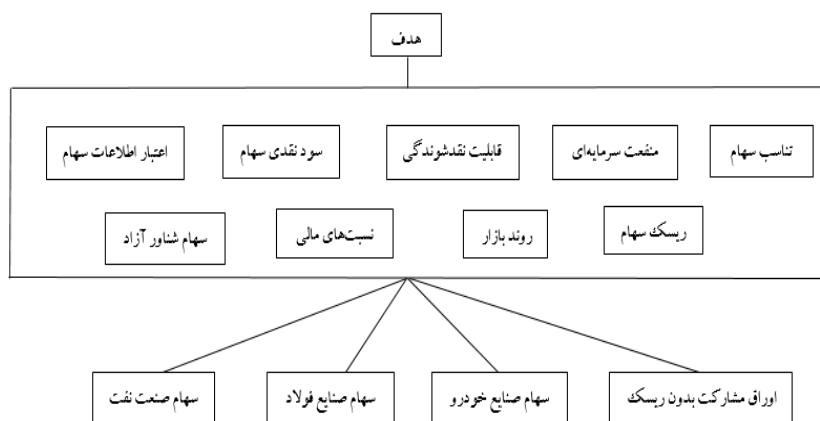 هدف
تناسب سهام
منفعت سرمایه‌ای
قابلیت نقدشوندگی
سود نقدی سهام
اعتبار اطلاعات سهام
ریسک سهام
روند بازار
نسبت‌های مالی
سهام شناور آزاد
اوراق مشارکت بدون ریسک
سهام صنایع خودرو
سهام صنایع فولاد
سهام صنعت نفت